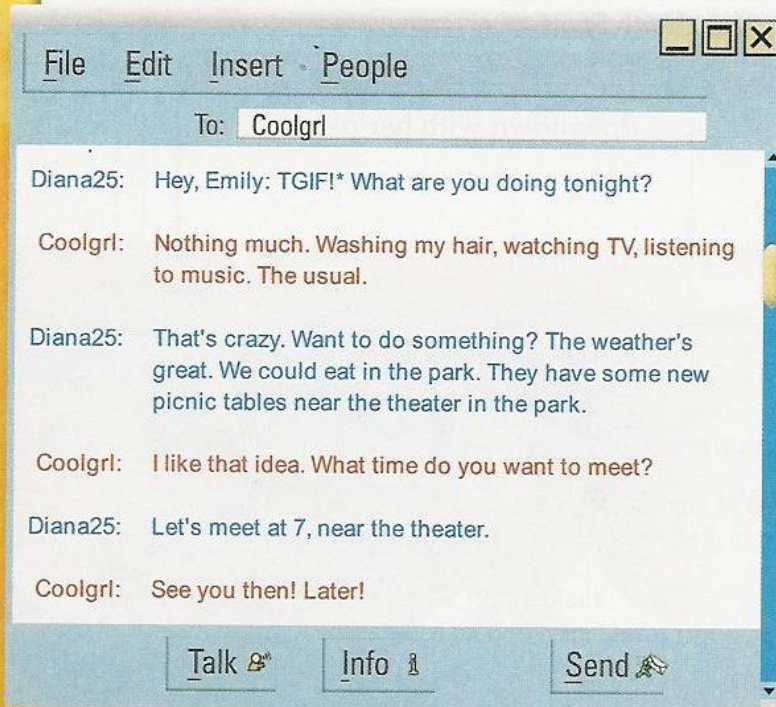 File Edit Insert People
To: Coolgrl
Diana25: Hey, Emily: TGIF!* What are you doing tonight?
Coolgrl: Nothing much. Washing my hair, watching TV, listening
to music. The usual.
Diana25: That's crazy. Want to do something? The weather's
great. We could eat in the park. They have some new
picnic tables near the theater in the park.
Coolgrl: I like that idea. What time do you want to meet?
Diana25: Let's meet at 7, near the theater.
Coolgrl: See you then! Later!
Talk Info i Send